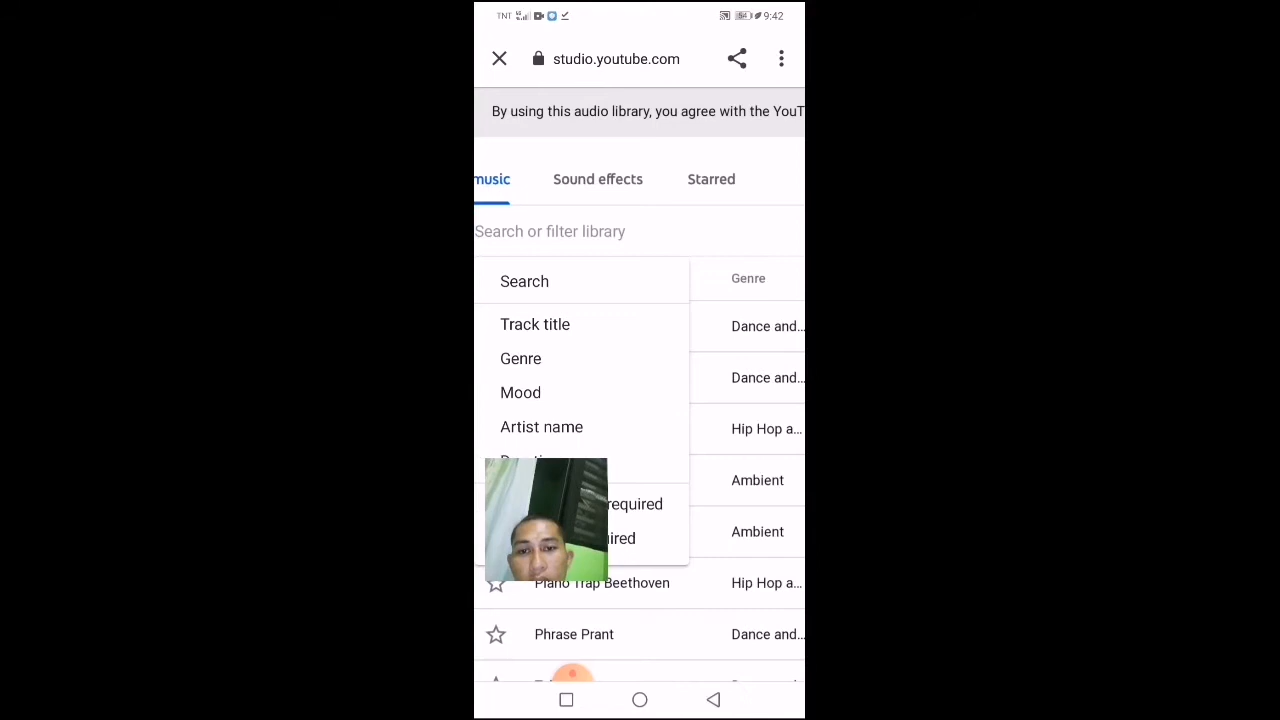 TNT 9:42
studio.youtube.com
By using this audio library, you agree with the YouT
music Sound effects Starred
Search or filter library
Search
Genre
Track title
Dance and...
Genre
Dance and...
Mood
Artist name
Hip Hop a...
Ambient
required
Ambient
Piano Trap Beethoven
Hip Hop a...
Phrase Prant
Dance and...